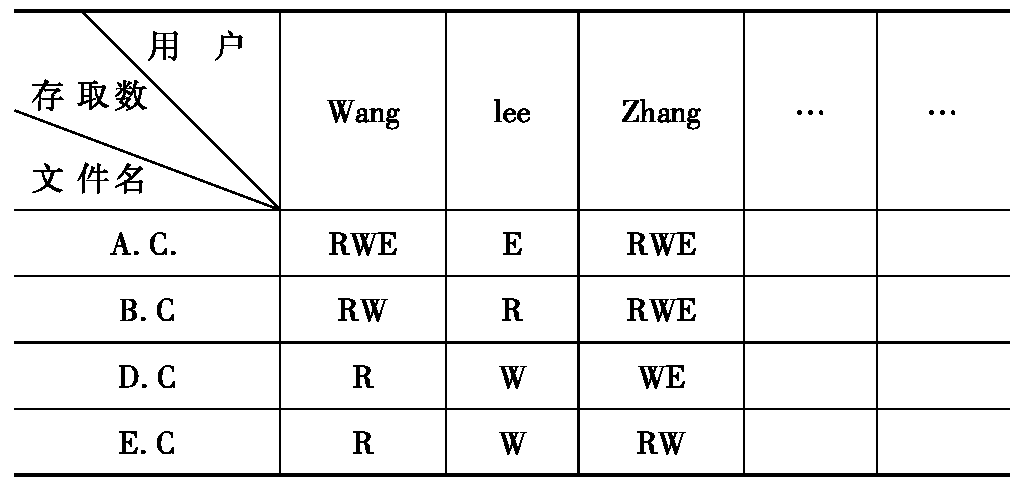 用 户
存取数
文件名
Wang lee Zhang … …
A. C. RWE E RWE
B. C RW R RWE
D. C R W WE
E. C R W RW